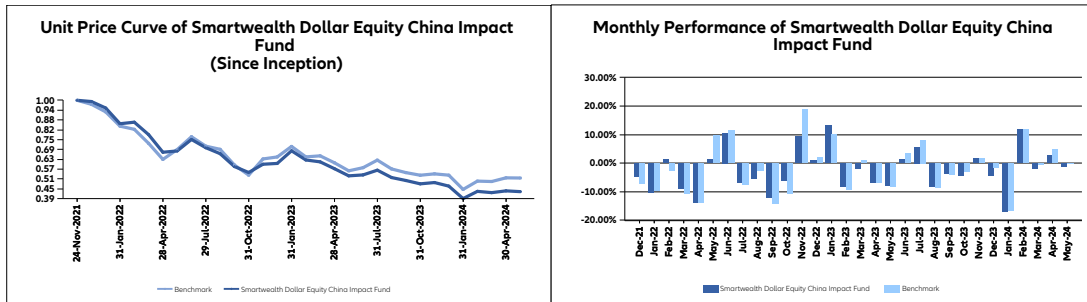 Unit Price Curve of Smartwealth Dollar Equity China Impact
Fund
(Since Inception)
1.00
0.94
0.88
0.82
0.75
0.69
0.63
0.57
0.51
0.45
0.39
24-Nov-2021
31-Jan-2022
28-Apr-2022
29-Jul-2022
31-Oct-2022
31-Jan-2023
28-Apr-2023
31-Jul-2023
31-Oct-2023
31-Jan-2024
30-Apr-2024
Benchmark
Smartwealth Dollar Equity China Impact Fund
Monthly Performance of Smartwealth Dollar Equity China
Impact Fund
30.00%
20.00%
10.00%
0.00%
-10.00%
-20.00%
Dec-21
Jan-22
Feb-22
Mar-22
Apr-22
May-22
Jun-22
Jul-22
Aug-22
Sep-22
Oct-22
Nov-22
Dec-22
Jan-23
Feb-23
Mar-23
Apr-23
May-23
Jun-23
Jul-23
Aug-23
Sep-23
Oct-23
Nov-23
Dec-23
Jan-24
Feb-24
Mar-24
Apr-24
May-24
Smartwealth Dollar Equity China Impact Fund
Benchmark